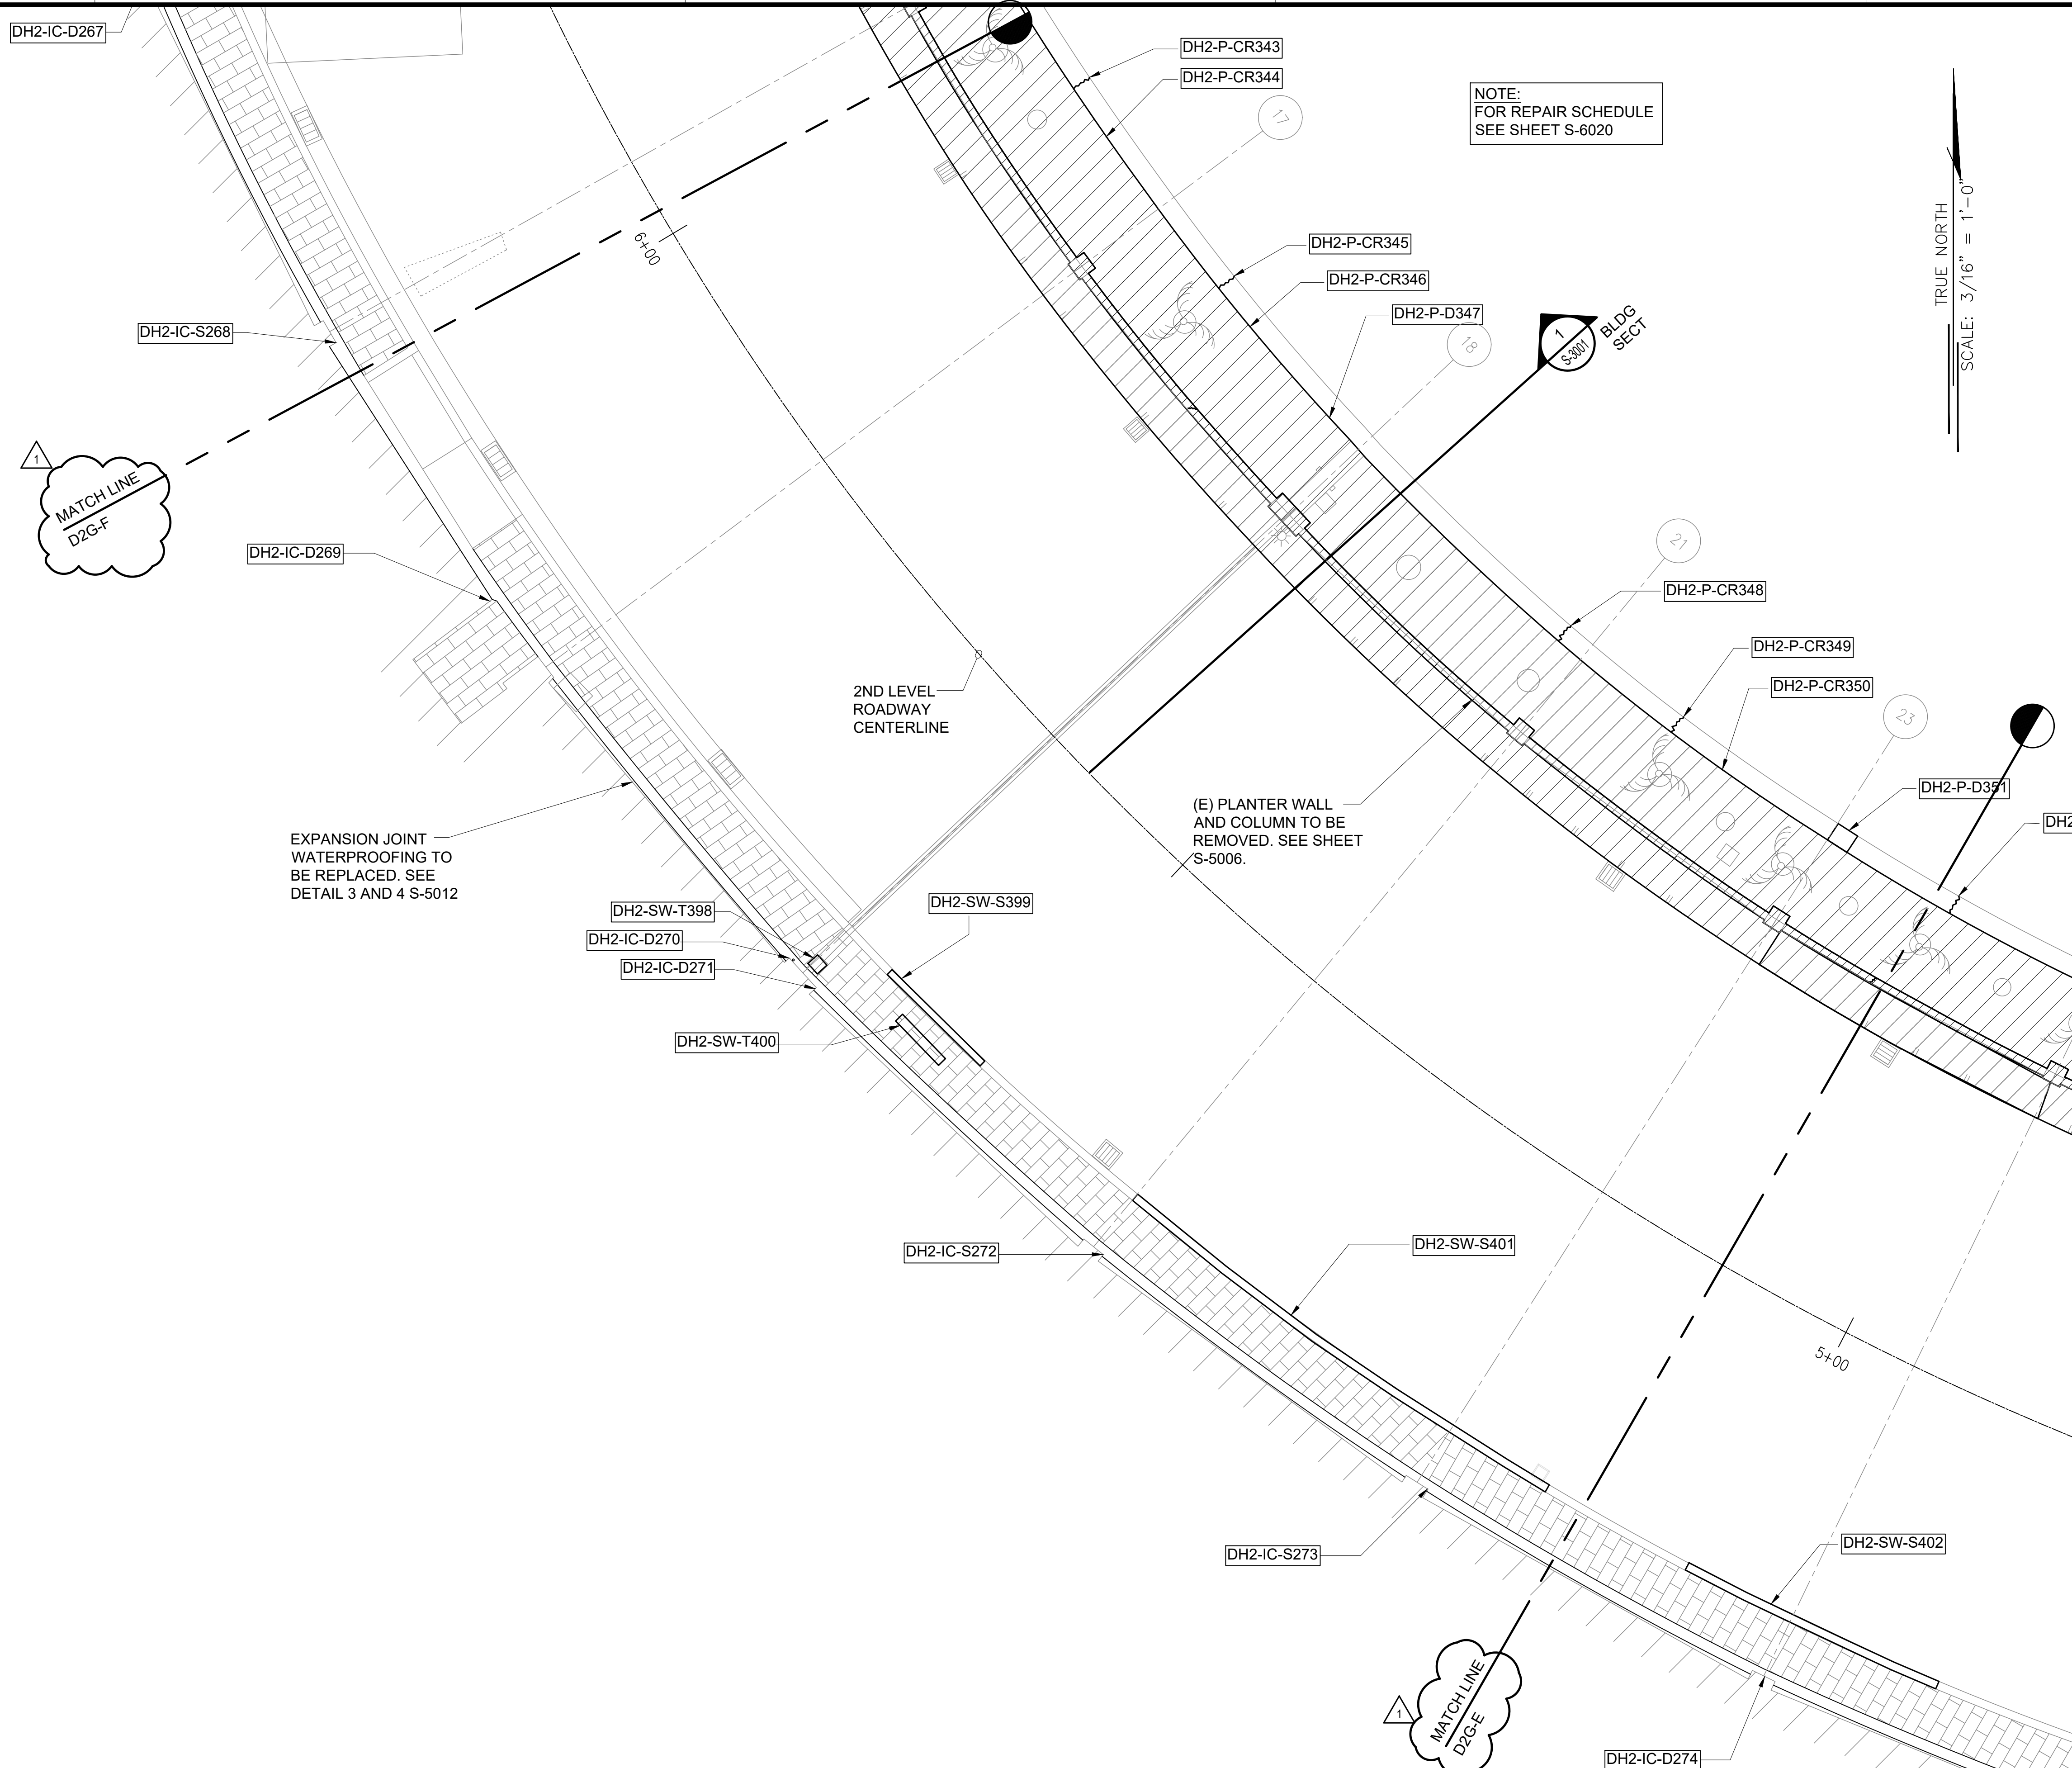 DH2-IC-D267
DH2-P-CR343
DH2-P-CR344
17
NOTE:
FOR REPAIR SCHEDULE
SEE SHEET S-6020
TRUE NORTH
SCALE: 3/16" = 1'-0"
6+00
DH2-P-CR345
DH2-P-CR346
DH2-P-D347
18
1
S-3001
BLDG
SECT
DH2-IC-S268
1
MATCH LINE
D2G-F
DH2-IC-D269
21
DH2-P-CR348
DH2-P-CR349
DH2-P-CR350
23
2ND LEVEL
ROADWAY
CENTERLINE
DH2-P-D351
DH2
(E) PLANTER WALL
AND COLUMN TO BE
REMOVED. SEE SHEET
S-5006.
EXPANSION JOINT
WATERPROOFING TO
BE REPLACED. SEE
DETAIL 3 AND 4 S-5012
DH2-SW-T398
DH2-SW-S399
DH2-IC-D270
DH2-IC-D271
DH2-SW-T400
DH2-IC-S272
DH2-SW-S401
5+00
DH2-IC-S273
DH2-SW-S402
1
MATCH LINE
D2G-E
DH2-IC-D274